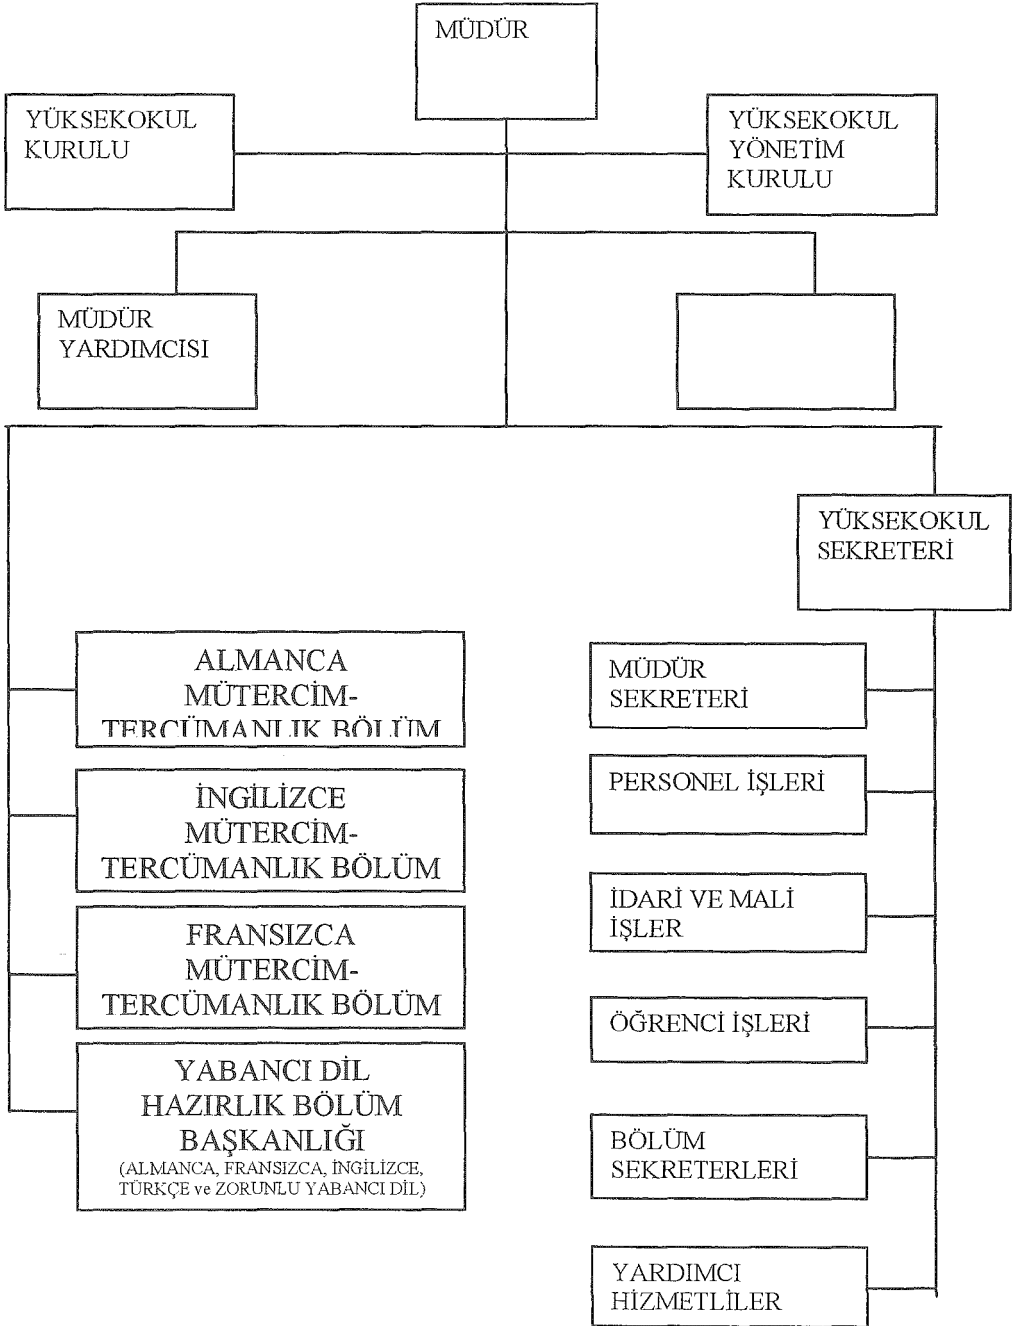 MÜDÜR
YÜKSEKOKUL
KURULU
YÜKSEKOKUL
YÖNETİM
KURULU
MÜDÜR
YARDIMCISI
YÜKSEKOKUL
SEKRETERİ
ALMANCA
MÜTERCİM-
TERCÜMANLIK BÖLÜM
İNGİLİZCE
MÜTERCİM-
TERCÜMANLIK BÖLÜM
FRANSIZCA
MÜTERCİM-
TERCÜMANLIK BÖLÜM
YABANCI DİL
HAZIRLIK BÖLÜM
BAŞKANLIĞI
(ALMANCA, FRANSIZCA, İNGİLİZCE,
TÜRKÇE ve ZORUNLU YABANCI DİL)
MÜDÜR
SEKRETERİ
PERSONEL İŞLERİ
İDARİ VE MALİ
İŞLER
ÖĞRENCİ İŞLERİ
BÖLÜM
SEKRETERLERİ
YARDIMCI
HİZMETLİLER